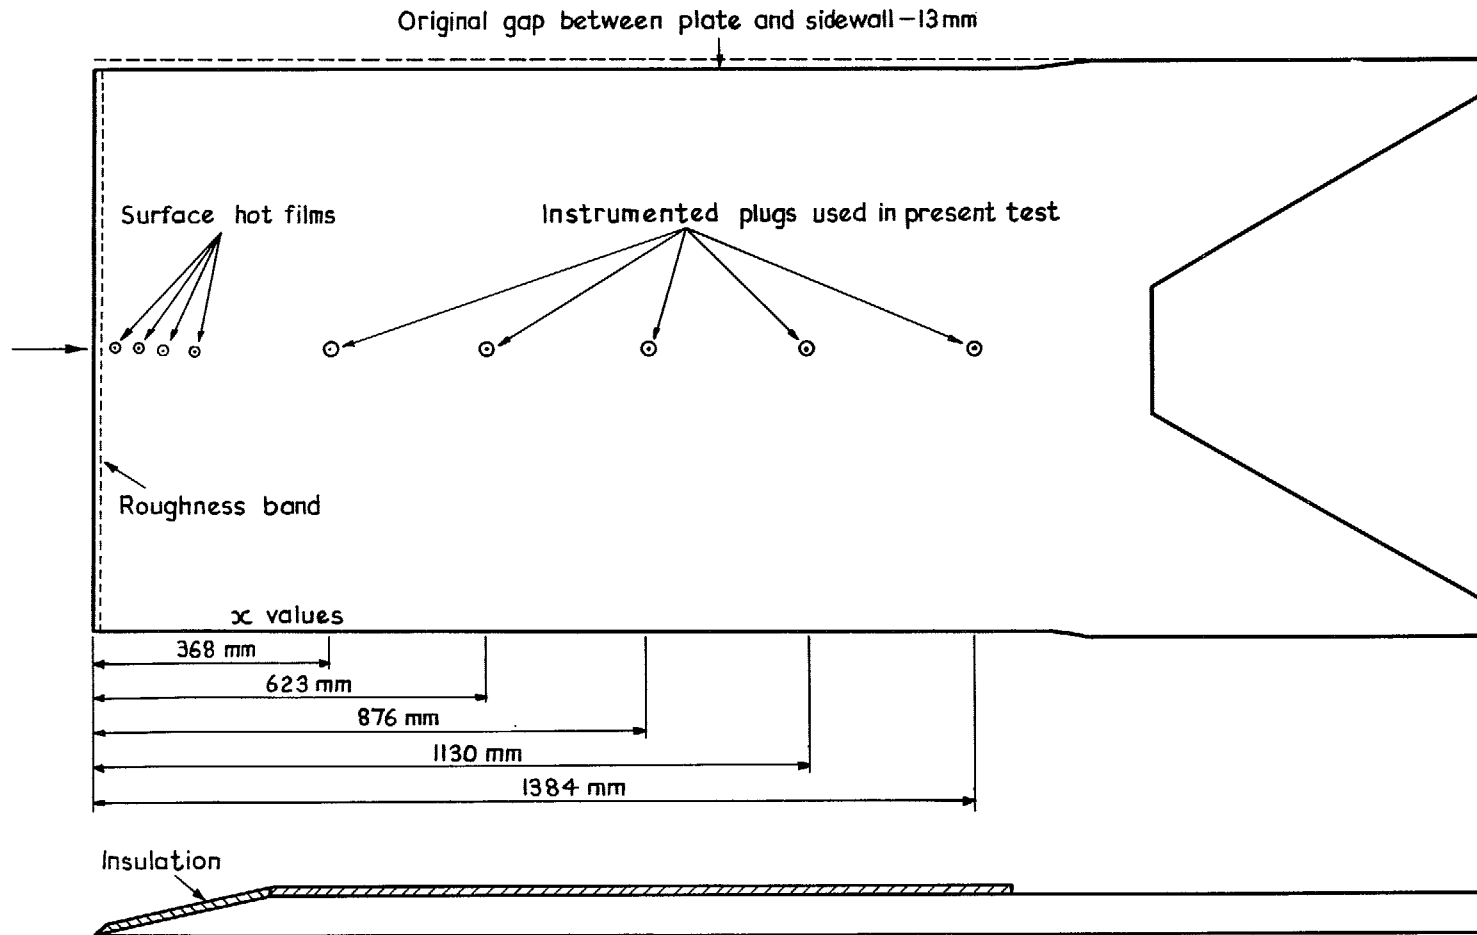 Original gap between plate and sidewall-13mm
Surface hot films
Instrumented plugs used in present test
Roughness band
x values
368 mm
623 mm
876 mm
1130 mm
1384 mm
Insulation